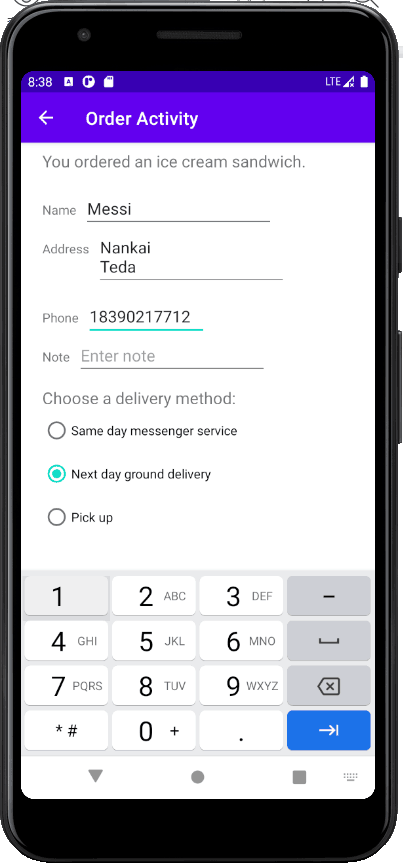 8:38
LTE
Order Activity
You ordered an ice cream sandwich.
Name Messi
Address Nankai
Teda
Phone 18390217712
Note Enter note
Choose a delivery method:
Same day messenger service
Next day ground delivery
Pick up
1 2 ABC 3 DEF –
4 GHI 5 JKL 6 MNO
7 PQRS 8 TUV 9 WXYZ
* # 0 + .